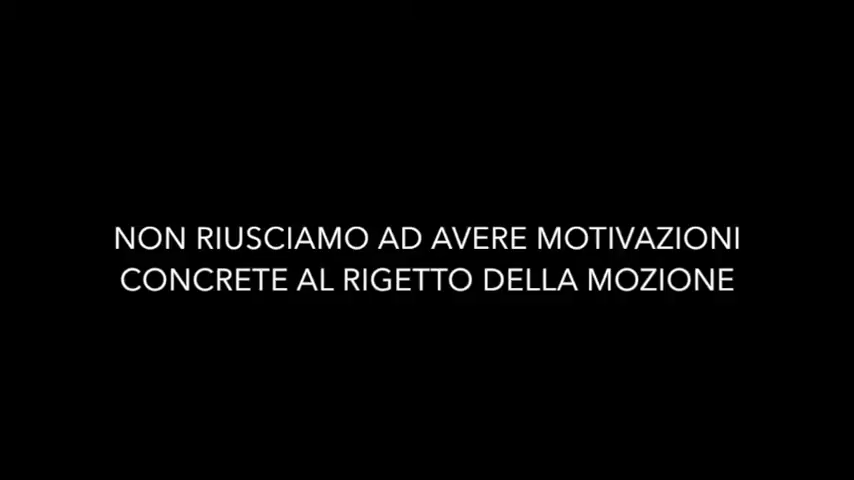 NON RIUSCIAMO AD AVERE MOTIVAZIONI
CONCRETE AL RIGETTO DELLA MOZIONE